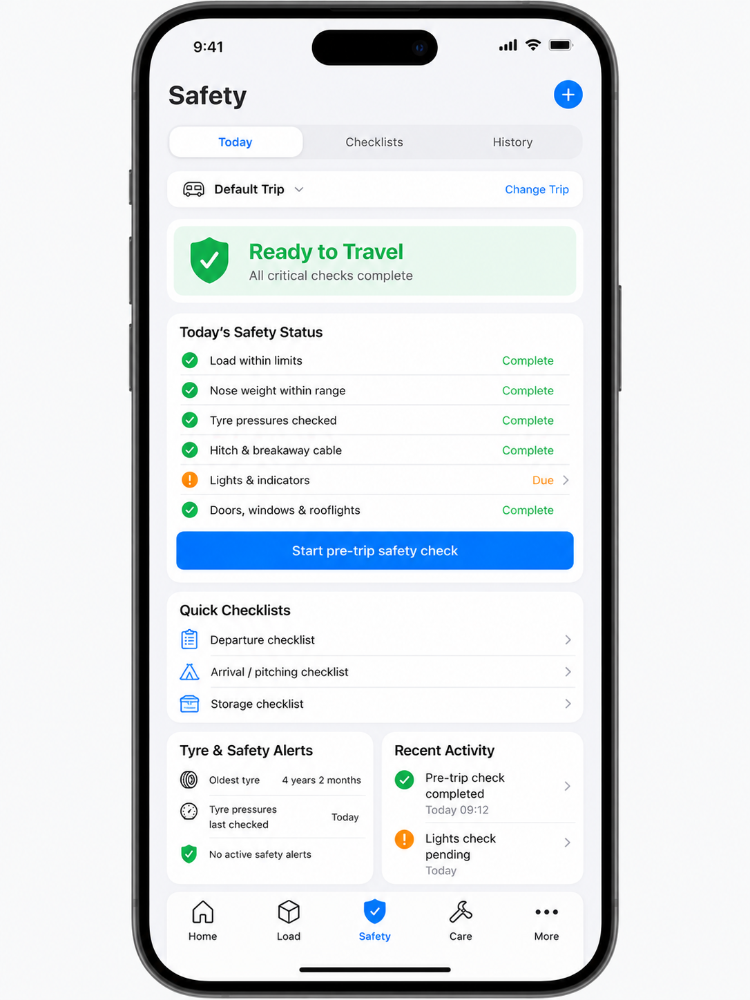 9:41
Safety
Today
Checklists
History
Default Trip
Change Trip
Ready to Travel
All critical checks complete
Today’s Safety Status
Load within limits
Complete
Nose weight within range
Complete
Tyre pressures checked
Complete
Hitch & breakaway cable
Complete
Lights & indicators
Due
Doors, windows & rooflights
Complete
Start pre-trip safety check
Quick Checklists
Departure checklist
Arrival / pitching checklist
Storage checklist
Tyre & Safety Alerts
Oldest tyre
4 years 2 months
Tyre pressures
last checked
Today
No active safety alerts
Recent Activity
Pre-trip check
completed
Today 09:12
Lights check
pending
Today
Home
Load
Safety
Care
More